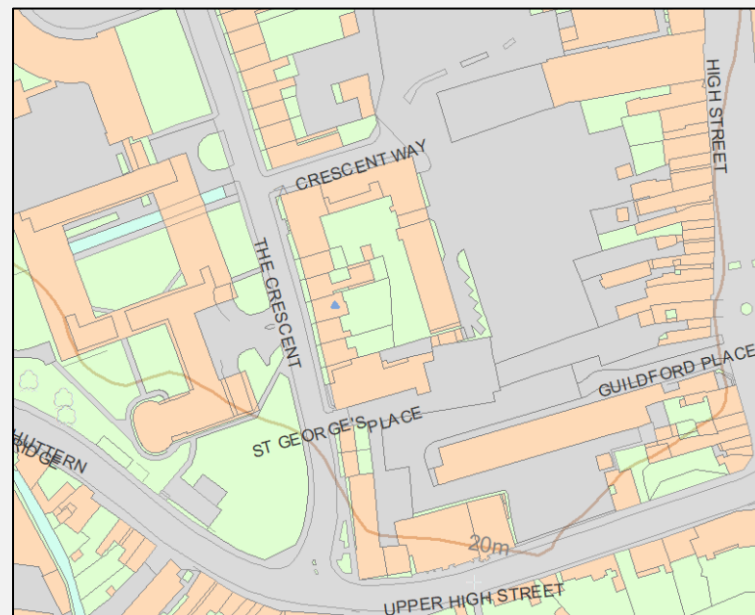 HIGH STREET
CRESCENT WAY
THE CRESCENT
GUILDFORD PLACE
ST GEORGE'S PLACE
HUTTERN
RIDGE
20m
UPPER HIGH STREET